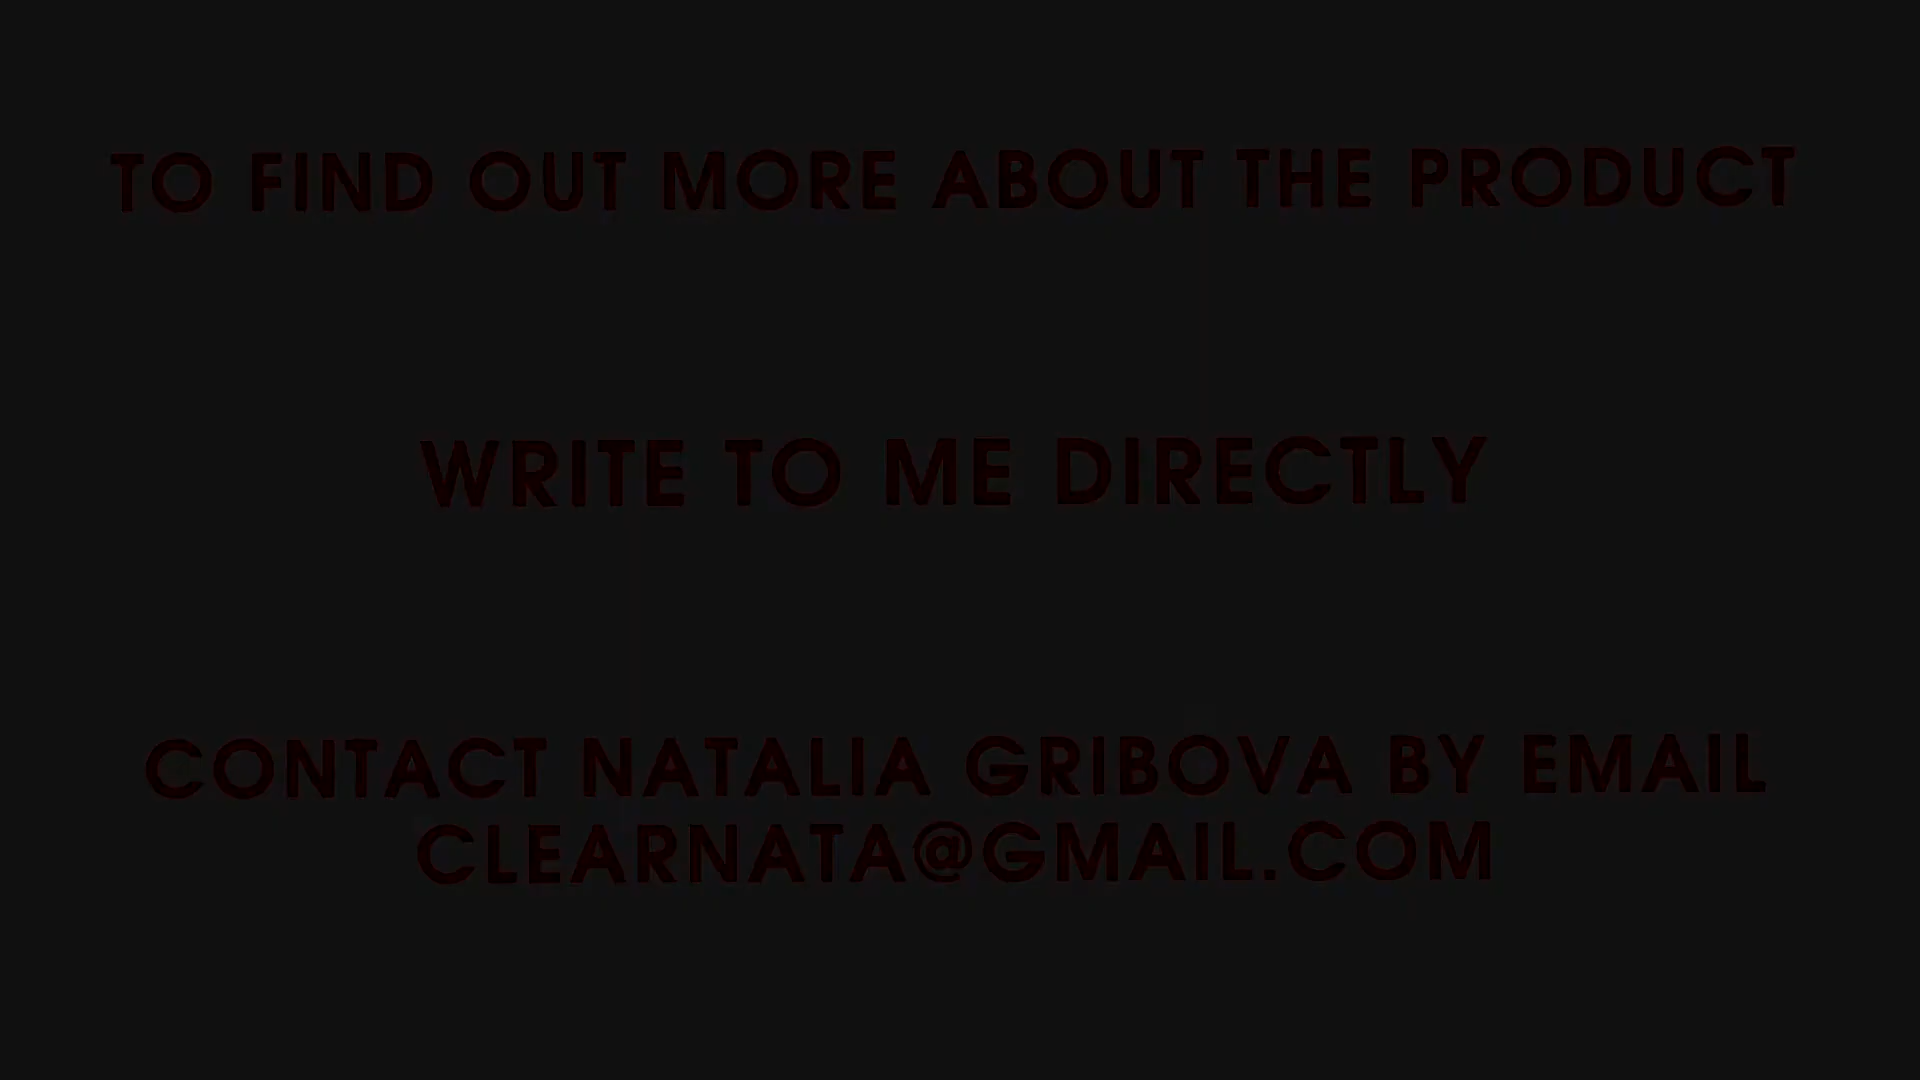 TO FIND OUT MORE ABOUT THE PRODUCT
WRITE TO ME DIRECTLY
CONTACT NATALIA GRIBOVA BY EMAIL
CLEARNATA@GMAIL.COM